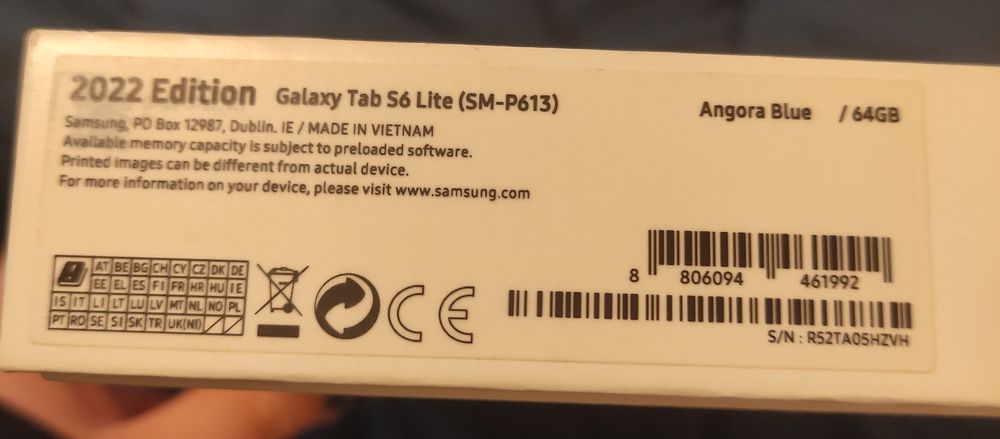 2022 Edition Galaxy Tab S6 Lite (SM-P613)
Angora Blue / 64GB
Samsung, PO Box 12987, Dublin. IE / MADE IN VIETNAM
Available memory capacity is subject to preloaded software.
Printed images can be different from actual device.
For more information on your device, please visit www.samsung.com
AT BE BG CH CY CZ DK DE
EE EL ES FI FR HR HU IE
IS IT LI LT LU LV MT NL NO PL
PT RO SE SI SK TR UK(NI)
CE
8 806094 461992
S/N : R52TA05HZVH